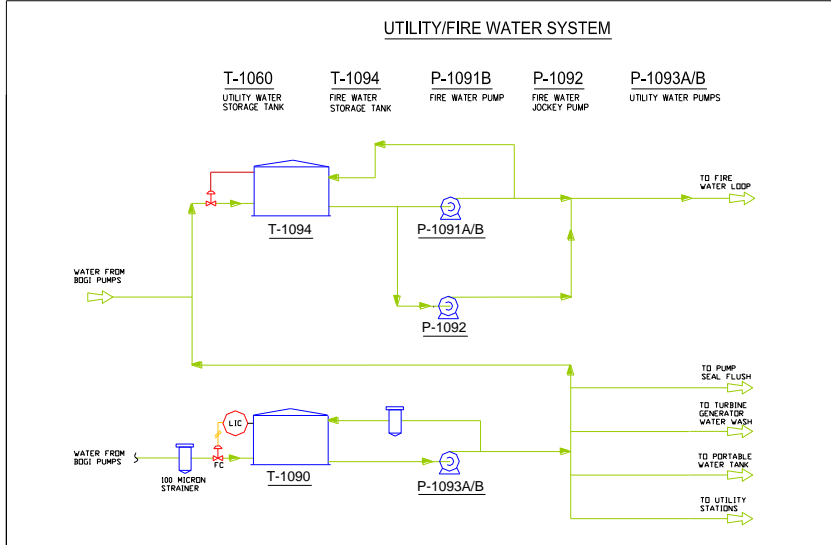 UTILITY/FIRE WATER SYSTEM
T-1060
UTILITY WATER
STORAGE TANK
T-1094
FIRE WATER
STORAGE TANK
P-1091B
FIRE WATER PUMP
P-1092
FIRE WATER
JOCKEY PUMP
P-1093A/B
UTILITY WATER PUMPS
TO FIRE
WATER LOOP
T-1094
P-1091A/B
WATER FROM
BOGI PUMPS
P-1092
TO PUMP
SEAL FLUSH
TO TURBINE
GENERATOR
WATER WASH
LIC
WATER FROM
BOGI PUMPS
FC
100 MICRON
STRAINER
T-1090
P-1093A/B
TO PORTABLE
WATER TANK
TO UTILITY
STATIONS